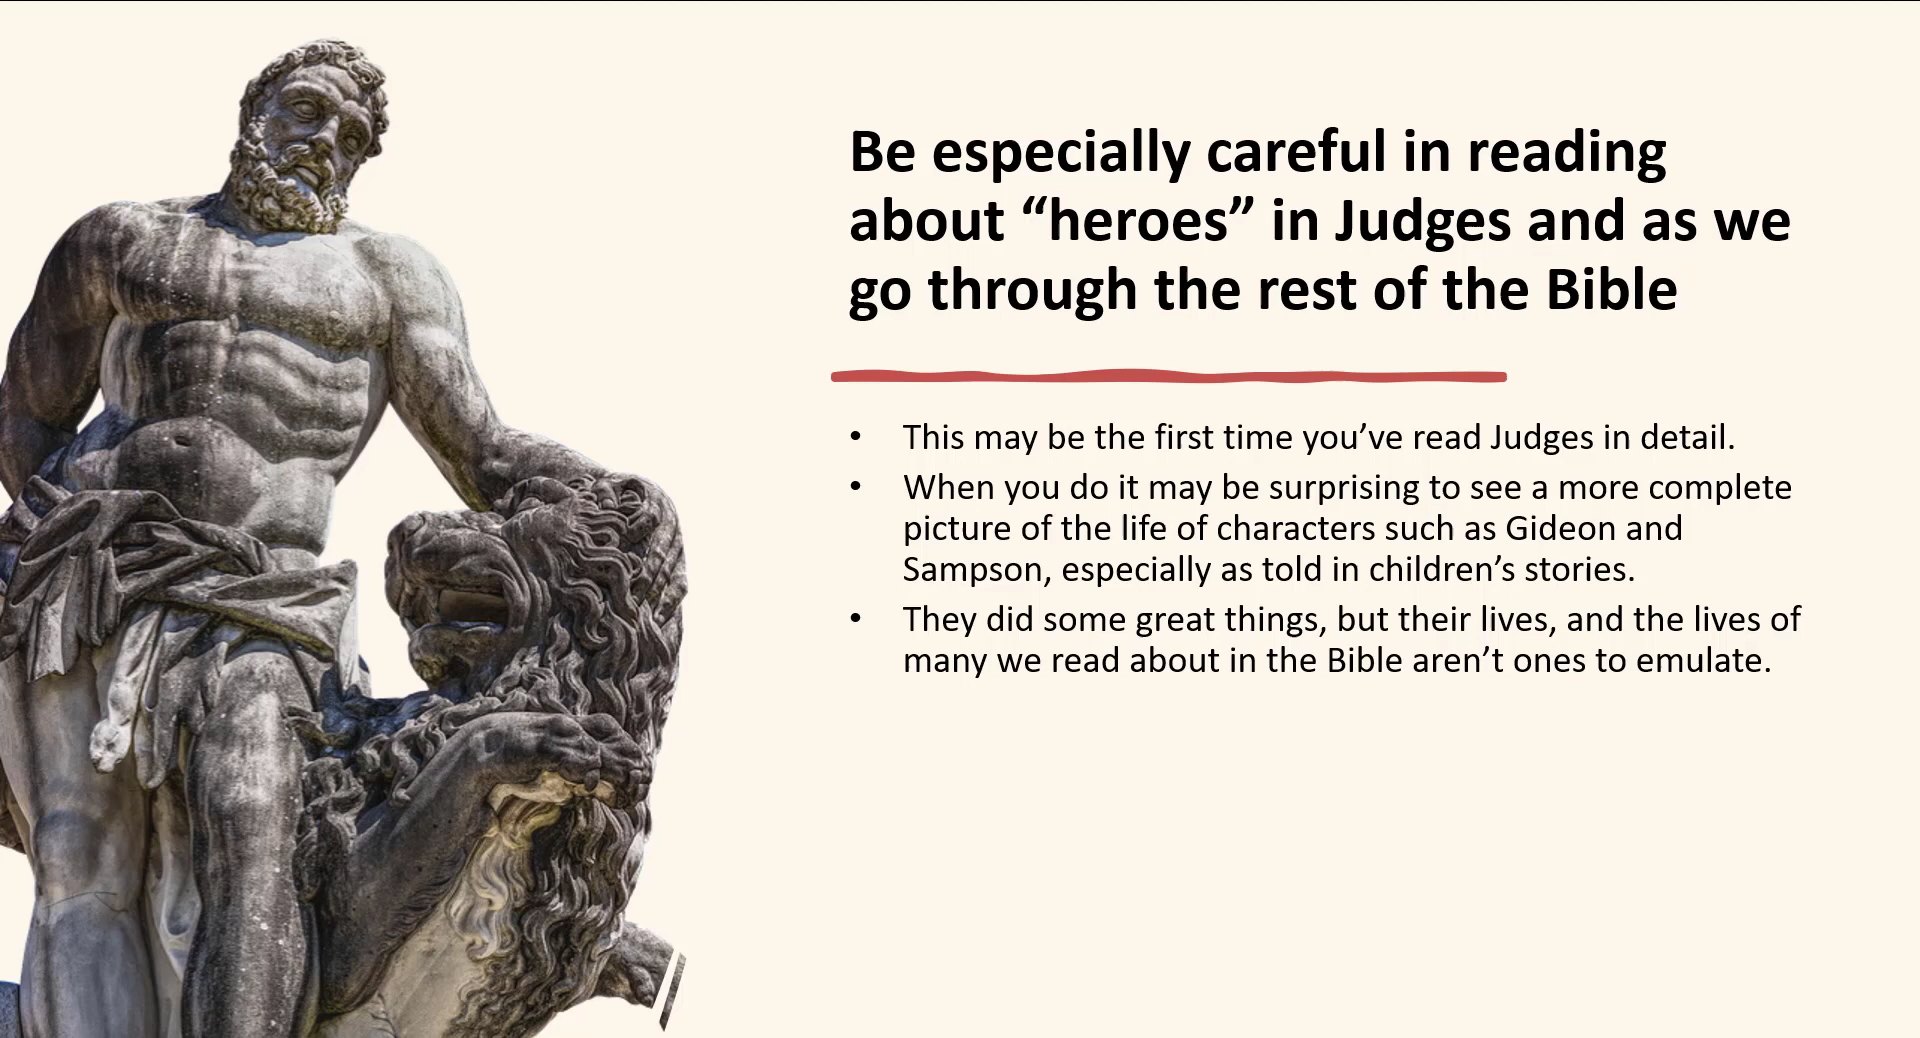 Be especially careful in reading
about “heroes” in Judges and as we
go through the rest of the Bible
• This may be the first time you’ve read Judges in detail.
• When you do it may be surprising to see a more complete
picture of the life of characters such as Gideon and
Sampson, especially as told in children’s stories.
• They did some great things, but their lives, and the lives of
many we read about in the Bible aren’t ones to emulate.